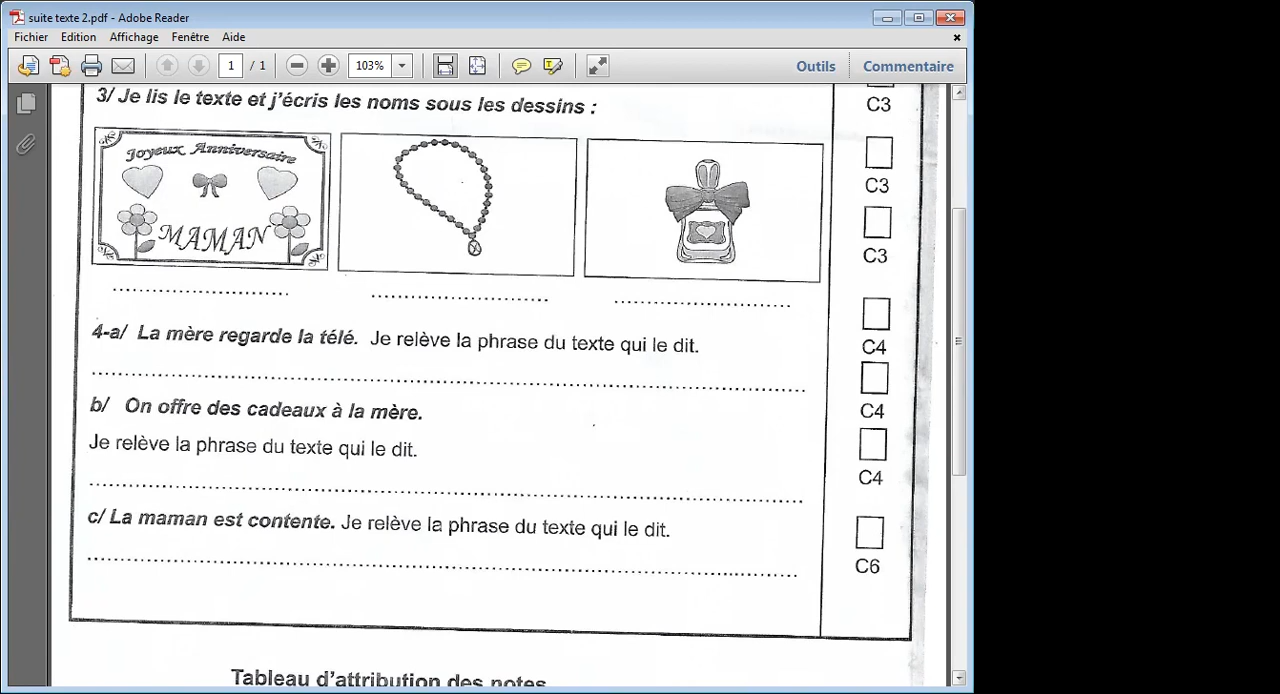 suite texte 2.pdf - Adobe Reader
Fichier Edition Affichage Fenêtre Aide
1 / 1 103% Outils Commentaire
3/ Je lis le texte et j'écris les noms sous les dessins :
C3
Joyeux Anniversaire
MAMAN
C3
C3
4-a/ La mère regarde la télé. Je relève la phrase du texte qui le dit.
C4
b/ On offre des cadeaux à la mère.
C4
Je relève la phrase du texte qui le dit.
C4
c/ La maman est contente. Je relève la phrase du texte qui le dit.
C6
Tableau d'attribution des notes